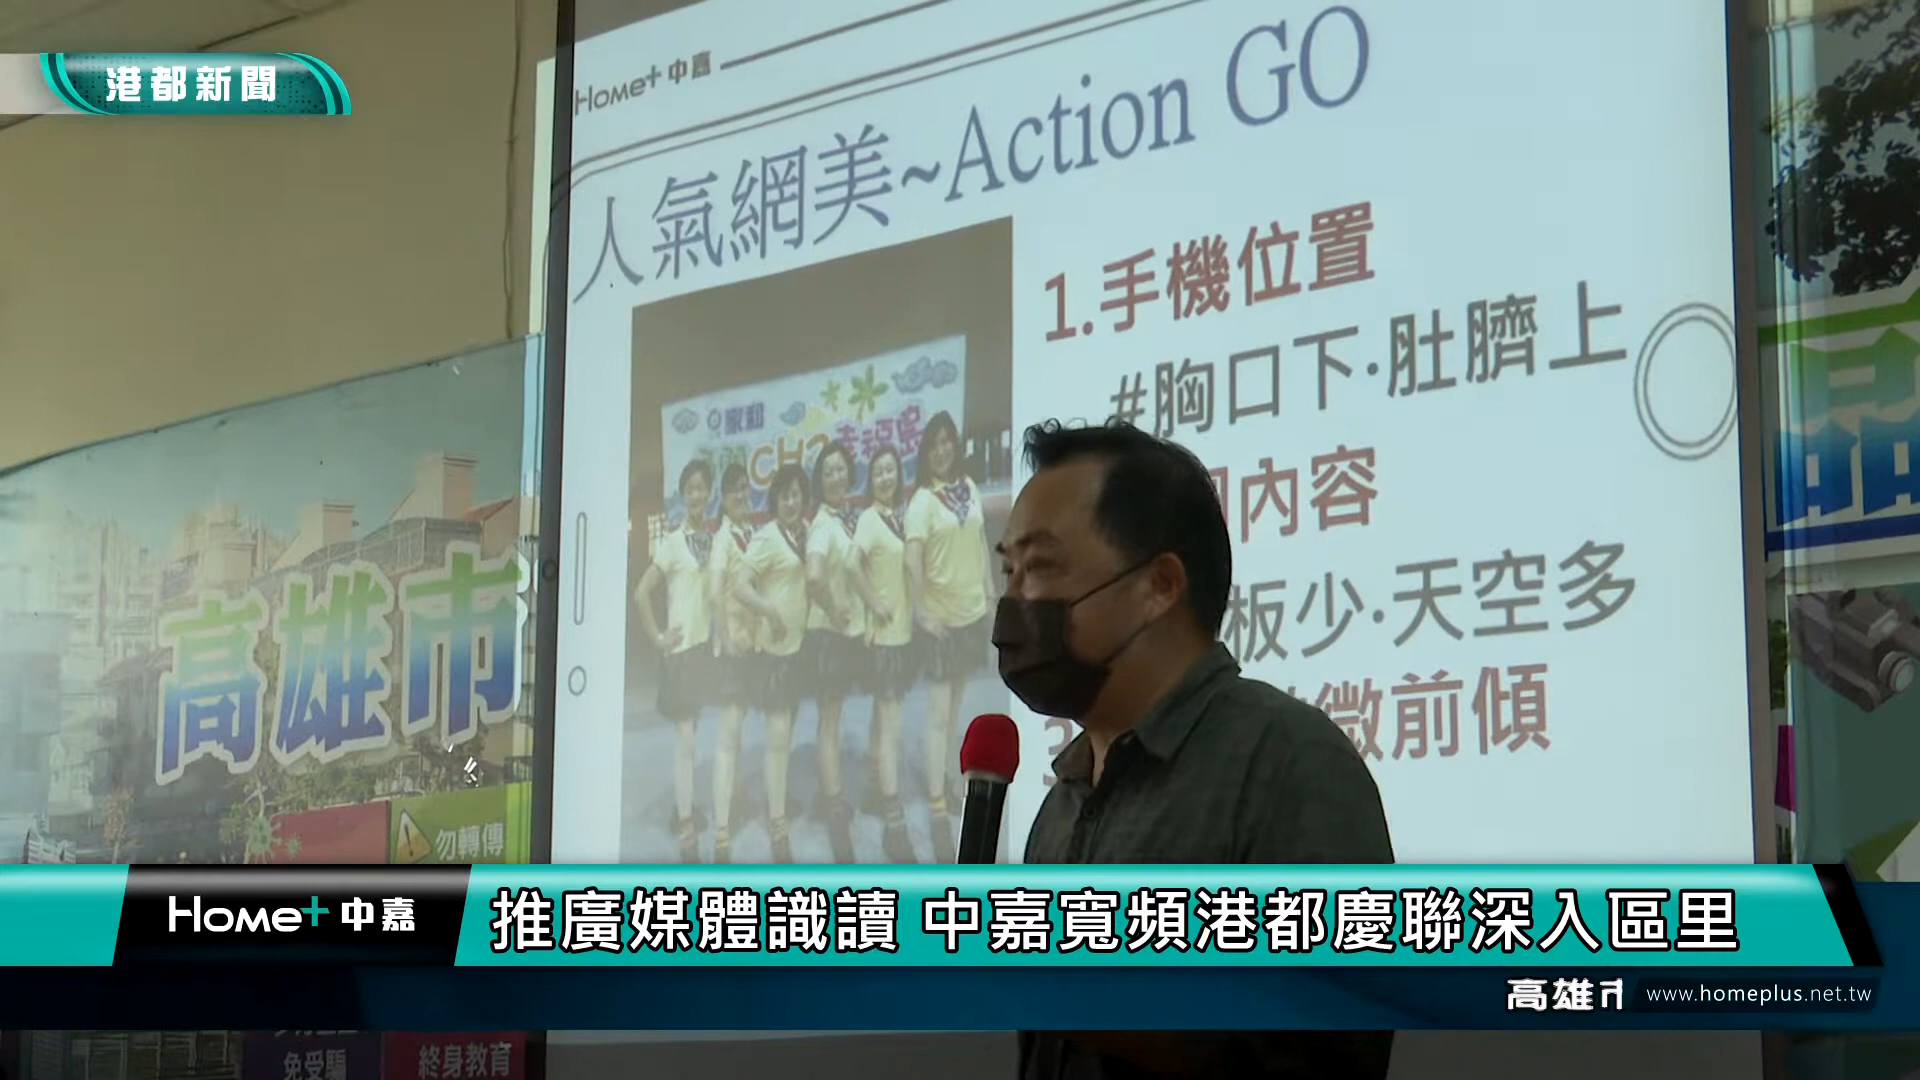 港都新聞
Home+ 中嘉
人氣網美~Action GO
1.手機位置
#胸口下·肚臍上
內容
板少·天空多
微前傾
高雄市
勿轉傳
Home+ 中嘉
推廣媒體識讀 中嘉寬頻港都慶聯深入區里
高雄市
www.homeplus.net.tw
免受騙
終身教育